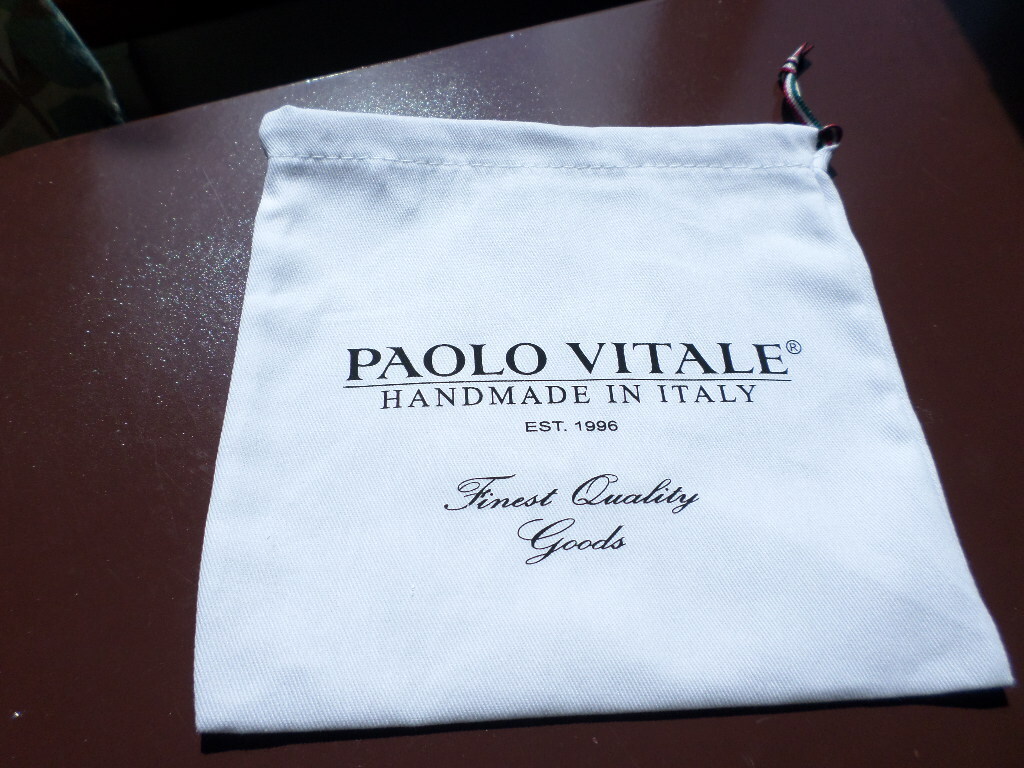 PAOLO VITALE®
HANDMADE IN ITALY
EST. 1996
Finest Quality
Goods